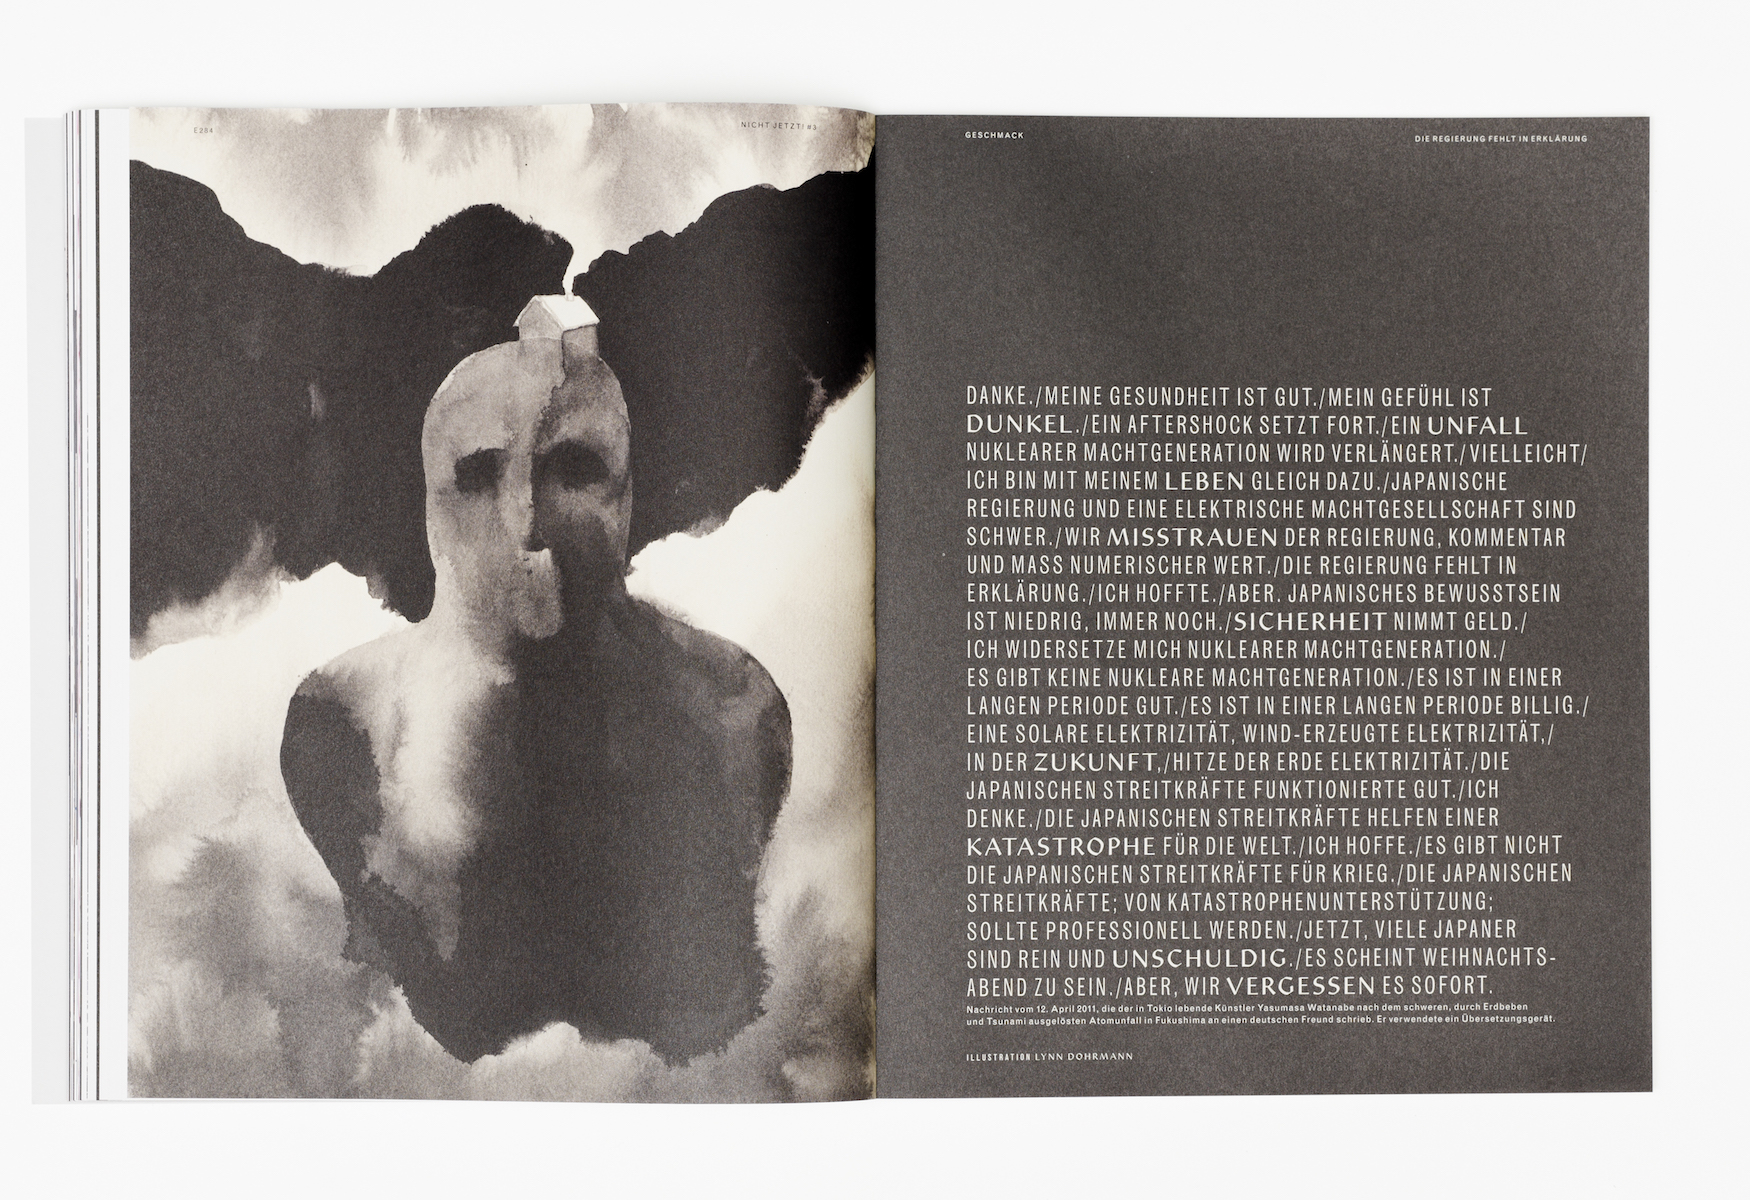 E284
NICHT JETZT! #3
GESCHMACK
DIE REGIERUNG FEHLT IN ERKLÄRUNG
DANKE./MEINE GESUNDHEIT IST GUT./MEIN GEFÜHL IST
DUNKEL./EIN AFTERSHOCK SETZT FORT./EIN UNFALL
NUKLEARER MACHTGENERATION WIRD VERLÄNGERT./VIELLEICHT/
ICH BIN MIT MEINEM LEBEN GLEICH DAZU./JAPANISCHE
REGIERUNG UND EINE ELEKTRISCHE MACHTGESELLSCHAFT SIND
SCHWER./WIR MISSTRAUEN DER REGIERUNG, KOMMENTAR
UND MASS NUMERISCHER WERT./DIE REGIERUNG FEHLT IN
ERKLÄRUNG./ICH HOFFTE./ABER. JAPANISCHES BEWUSSTSEIN
IST NIEDRIG, IMMER NOCH./SICHERHEIT NIMMT GELD./
ICH WIDERSETZE MICH NUKLEARER MACHTGENERATION./
ES GIBT KEINE NUKLEARE MACHTGENERATION./ES IST IN EINER
LANGEN PERIODE GUT./ES IST IN EINER LANGEN PERIODE BILLIG./
EINE SOLARE ELEKTRIZITÄT, WIND-ERZEUGTE ELEKTRIZITÄT,/
IN DER ZUKUNFT,/HITZE DER ERDE ELEKTRIZITÄT./DIE
JAPANISCHEN STREITKRÄFTE FUNKTIONIERTE GUT./ICH
DENKE./DIE JAPANISCHEN STREITKRÄFTE HELFEN EINER
KATASTROPHE FÜR DIE WELT./ICH HOFFE./ES GIBT NICHT
DIE JAPANISCHEN STREITKRÄFTE FÜR KRIEG./DIE JAPANISCHEN
STREITKRÄFTE; VON KATASTROPHENUNTERSTÜTZUNG;
SOLLTE PROFESSIONELL WERDEN./JETZT, VIELE JAPANER
SIND REIN UND UNSCHULDIG./ES SCHEINT WEIHNACHTS-
ABEND ZU SEIN./ABER, WIR VERGESSEN ES SOFORT.
Nachricht vom 12. April 2011, die der in Tokio lebende Künstler Yasumasa Watanabe nach dem schweren, durch Erdbeben
und Tsunami ausgelösten Atomunfall in Fukushima an einen deutschen Freund schrieb. Er verwendete ein Übersetzungsgerät.
ILLUSTRATION LYNN DOHRMANN